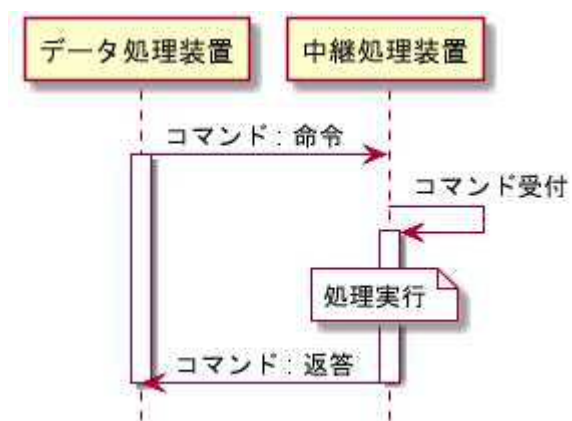 データ処理装置
中継処理装置
コマンド：命令
コマンド受付
処理実行
コマンド：返答